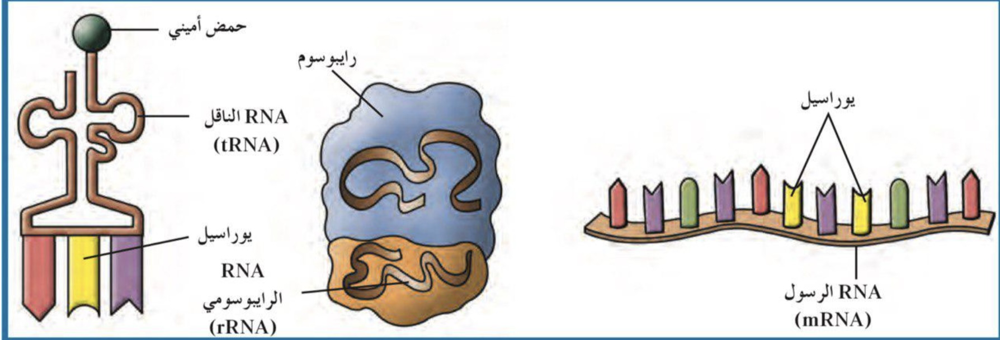 حمض أميني
رايبوسوم
RNA الناقل
(tRNA)
يوراسيل
RNA
الرايبوسومي
(rRNA)
يوراسيل
RNA الرسول
(mRNA)